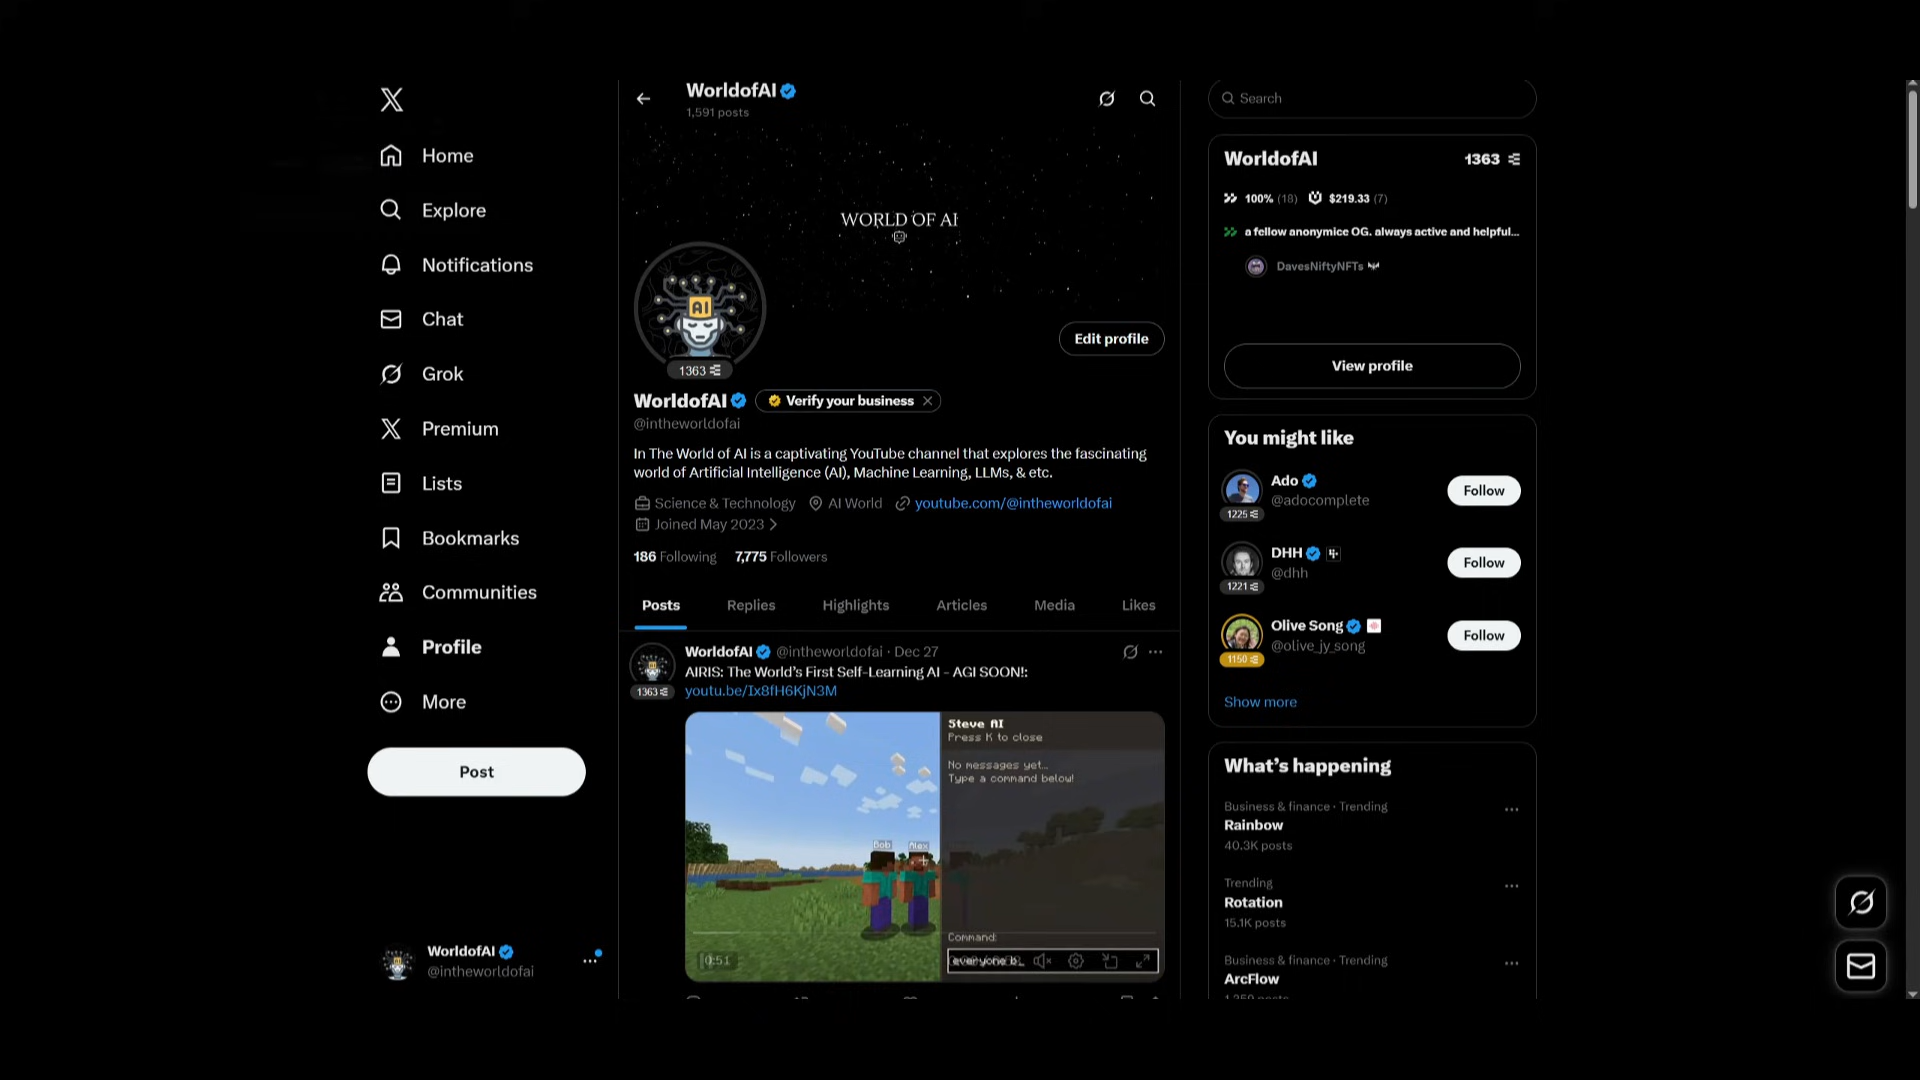 Home
Explore
Notifications
Chat
Grok
Premium
Lists
Bookmarks
Communities
Profile
More
Post
WorldofAI
@intheworldofai
WorldofAI
1,591 posts
WORLD OF AI
AI
1363
Edit profile
WorldofAI
Verify your business
@intheworldofai
In The World of AI is a captivating YouTube channel that explores the fascinating
world of Artificial Intelligence (AI), Machine Learning, LLMs, & etc.
Science & Technology AI World youtube.com/@intheworldofai
Joined May 2023
186 Following 7,775 Followers
Posts Replies Highlights Articles Media Likes
WorldofAI @intheworldofai · Dec 27
AIRIS: The World's First Self-Learning AI - AGI SOON!:
1363
youtu.be/Ix8fH6KjN3M
Steve AI
Press K to close
No messages yet...
Type a command below!
Bob Alex
Command:
everyone b_
0:51
Search
WorldofAI 1363
100% (18) $219.33 (7)
a fellow anonymice OG. always active and helpful...
DavesNiftyNFTs
View profile
You might like
Ado
@adocomplete
1225
Follow
DHH
@dhh
1221
Follow
Olive Song
@olive_jy_song
1150
Follow
Show more
What's happening
Business & finance · Trending
Rainbow
40.3K posts
Trending
Rotation
15.1K posts
Business & finance · Trending
ArcFlow